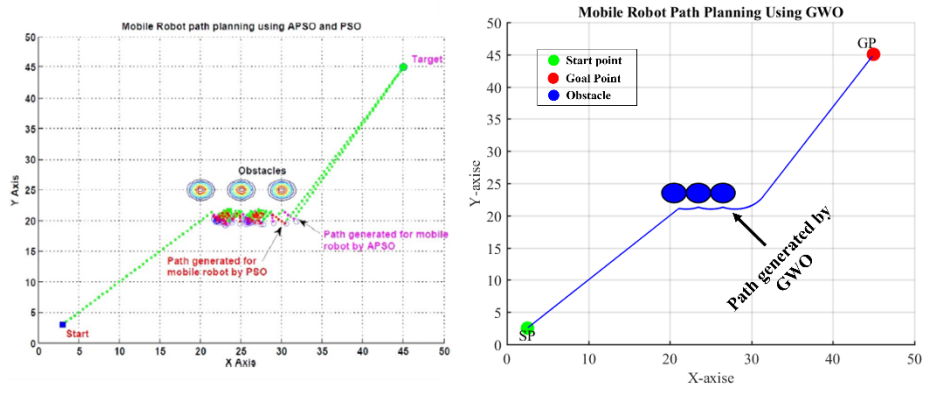 Mobile Robot path planning using APSO and PSO
50
45
40
35
30
25
20
15
10
5
0
Y Axis
Target
Obstacles
Path generated for mobile
robot by APSO
Path generated for
mobile robot by PSO
Start
0 5 10 15 20 25 30 35 40 45 50
X Axis
Mobile Robot Path Planning Using GWO
50
45
40
35
30
25
20
15
10
5
0
Y-axise
GP
Start point
Goal Point
Obstacle
Path generated by
GWO
SP
0 10 20 30 40 50
X-axise